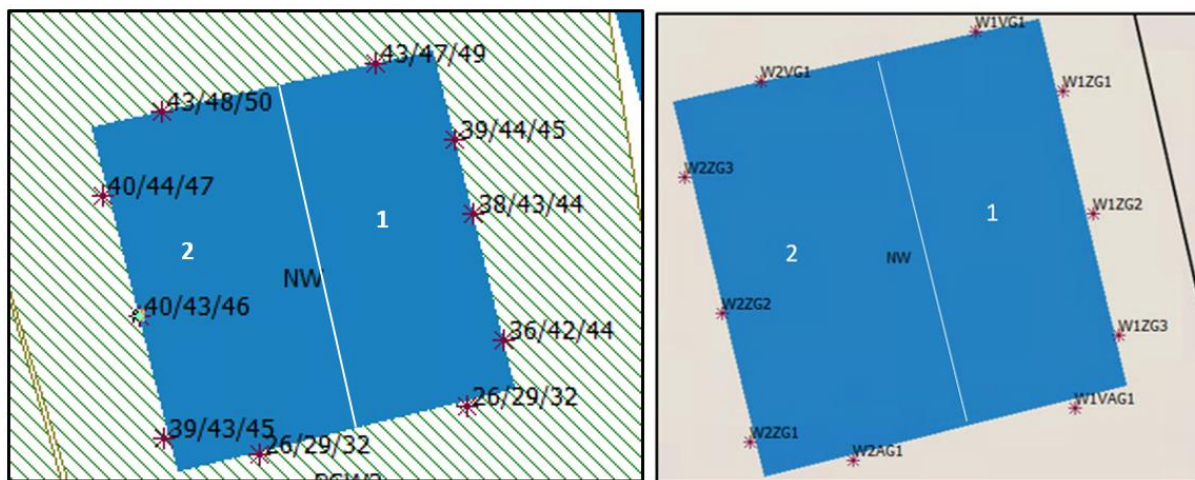 43/47/49
43/48/50
39/44/45
40/44/47
38/43/44
1
2
NW
40/43/46
36/42/44
26/29/32
39/43/45
26/29/32
W1VG1
W2VG1
W1ZG1
W2ZG3
W1ZG2
1
2
NW
W2ZG2
W1ZG3
W1VAG1
W2ZG1
W2AG1